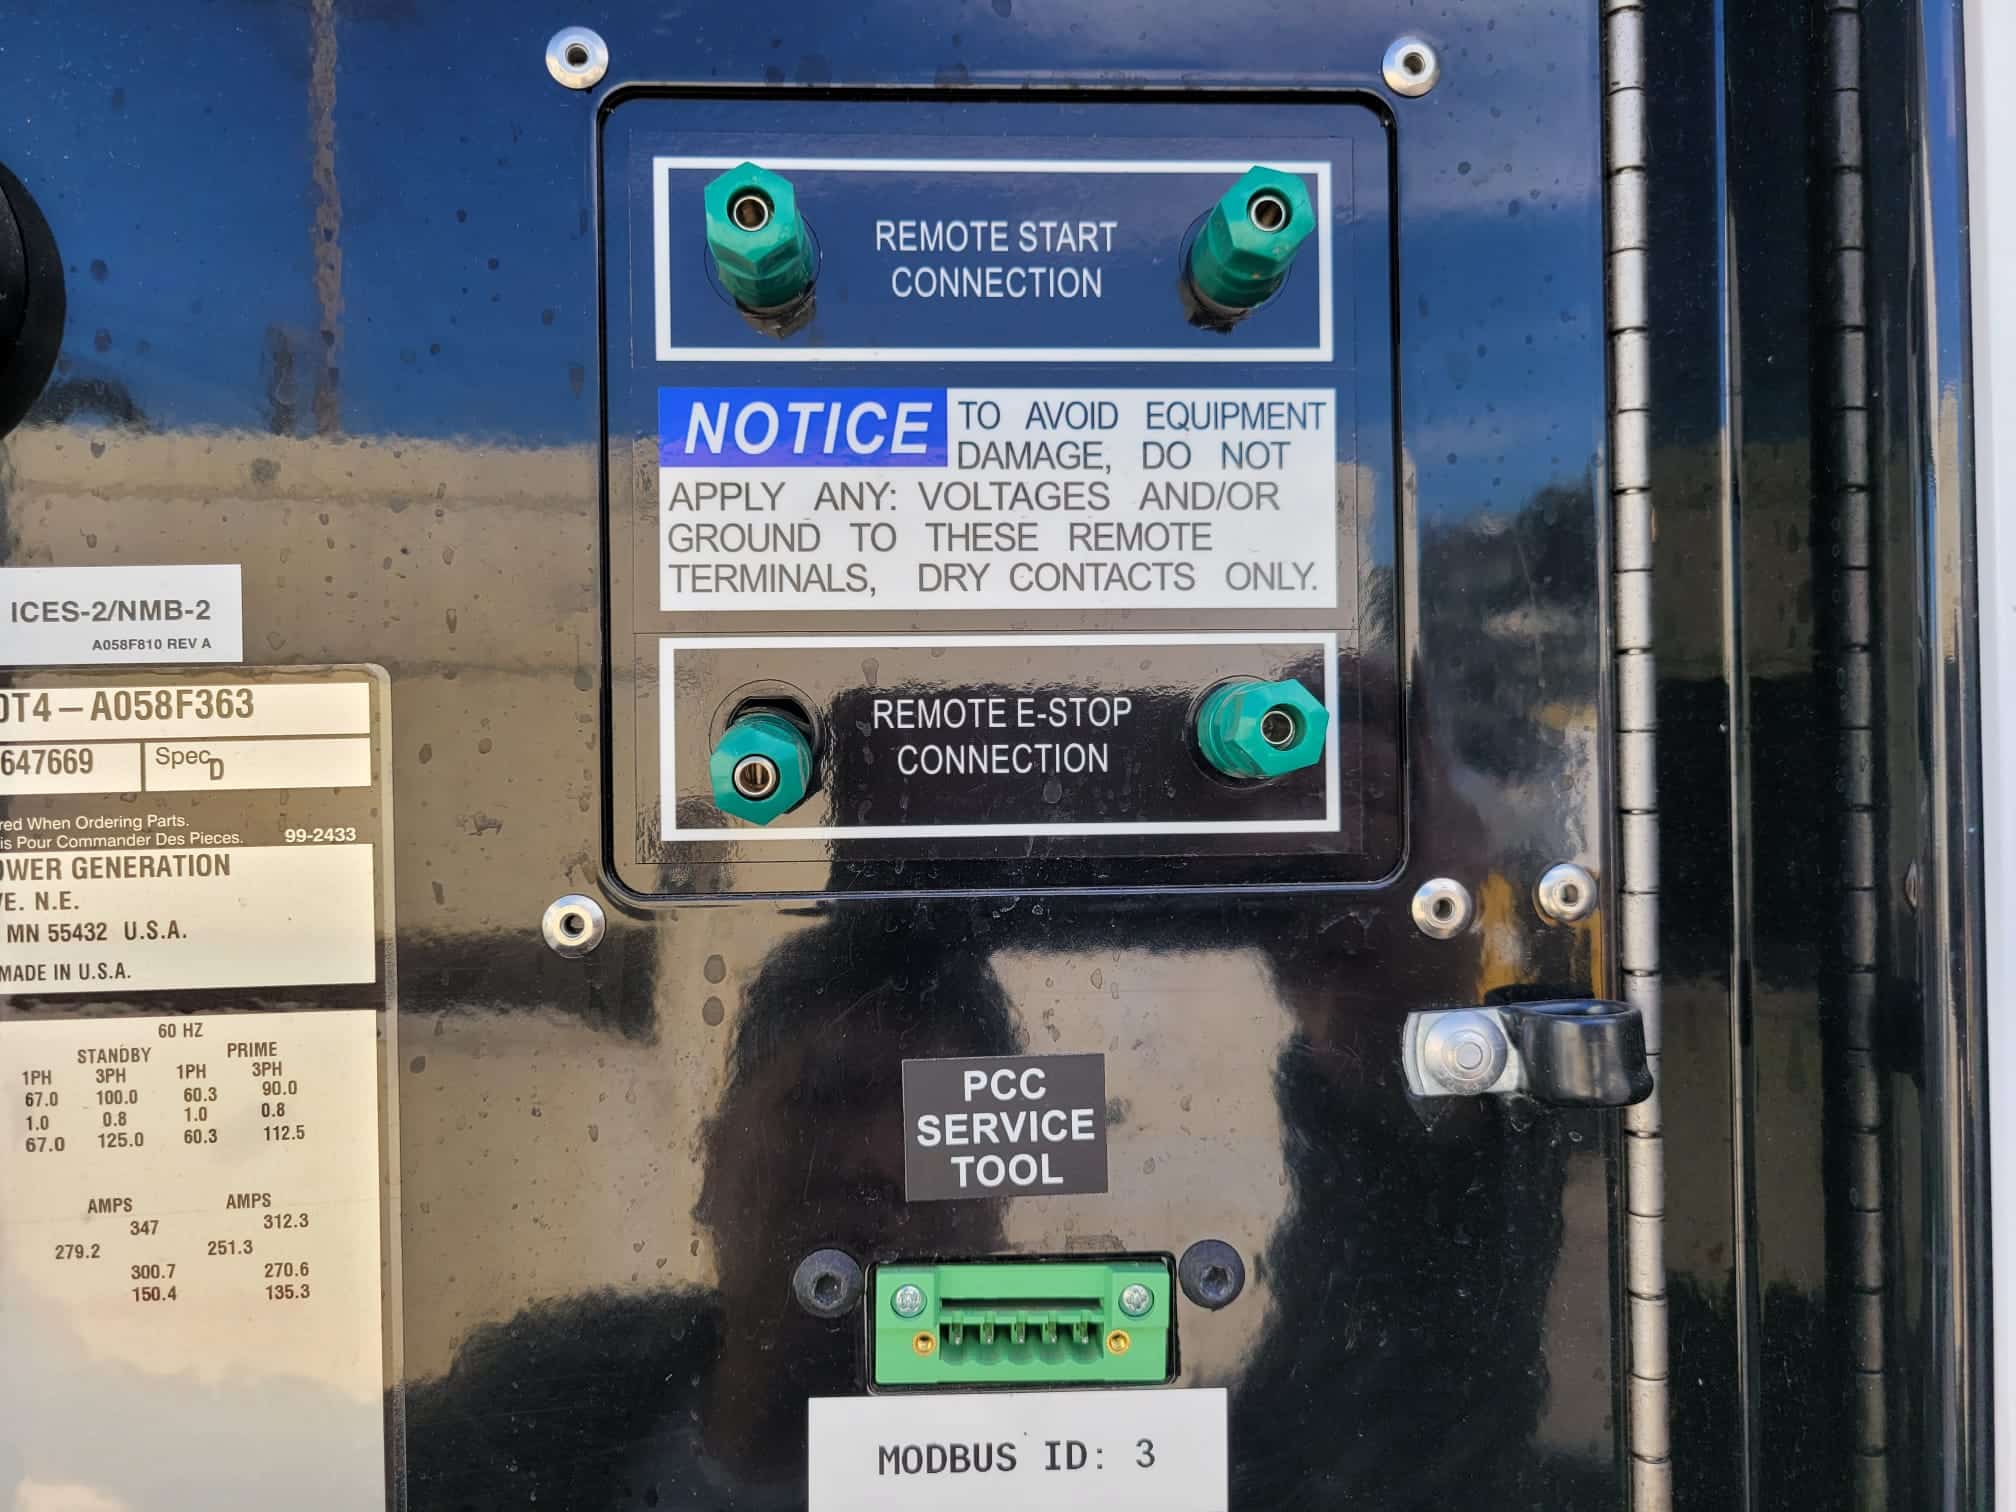 REMOTE START
CONNECTION
NOTICE TO AVOID EQUIPMENT
DAMAGE, DO NOT
APPLY ANY: VOLTAGES AND/OR
GROUND TO THESE REMOTE
TERMINALS, DRY CONTACTS ONLY.
REMOTE E-STOP
CONNECTION
ICES-2/NMB-2
A058F810 REV A
0T4 – A058F363
647669 Spec D
red When Ordering Parts.
is Pour Commander Des Pieces. 99-2433
OWER GENERATION
VE. N.E.
MN 55432 U.S.A.
MADE IN U.S.A.
60 HZ
STANDBY PRIME
1PH 3PH 1PH 3PH
67.0 100.0 60.3 90.0
1.0 0.8 1.0 0.8
67.0 125.0 60.3 112.5
AMPS AMPS
347 312.3
279.2 251.3
300.7 270.6
150.4 135.3
PCC
SERVICE
TOOL
MODBUS ID: 3